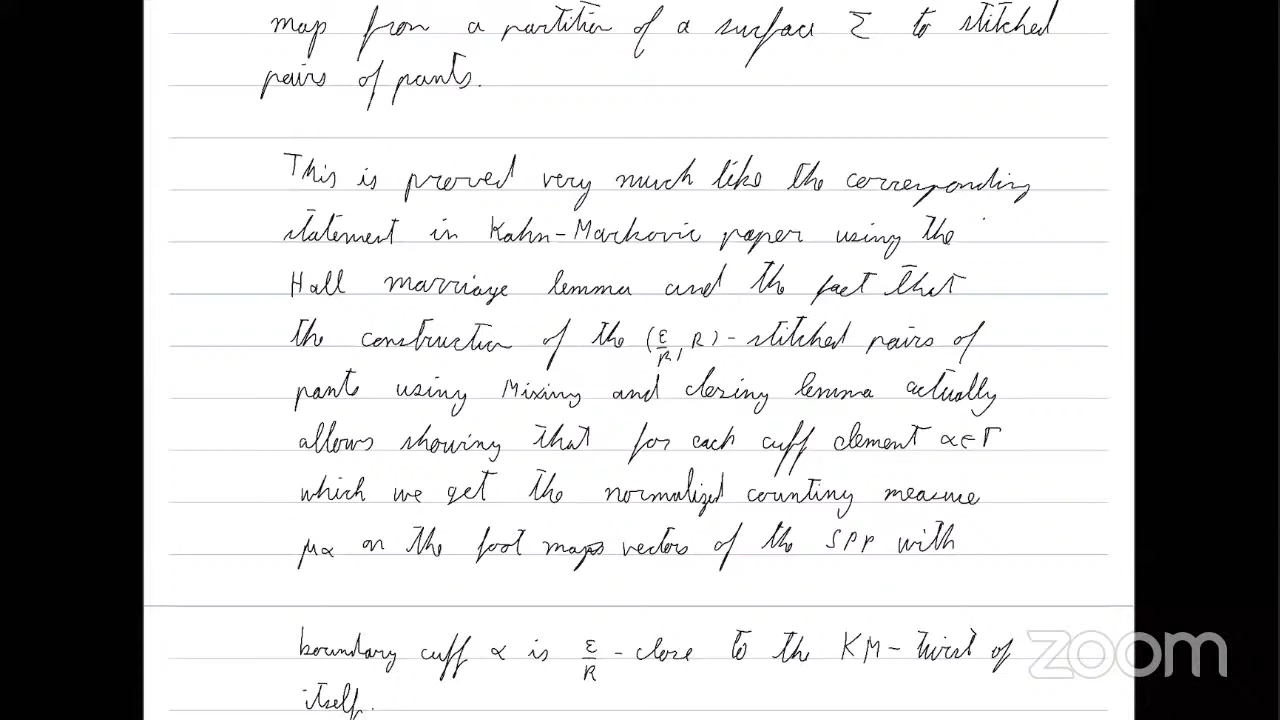 map from a partition of a surface Σ to stitched
pairs of pants.
This is proved very much like the corresponding
statement in Kahn-Markovic paper using the
Hall marriage lemma and the fact that
the construction of the (ε/R, R) - stitched pairs of
pants using Mixing and closing lemma actually
allows showing that for each cuff element α∈Γ
which we get the normalized counting measure
μα on the foot maps vectors of the SPP with
boundary cuff α is ε/R - close to the KM - twist of
itself.
zoom